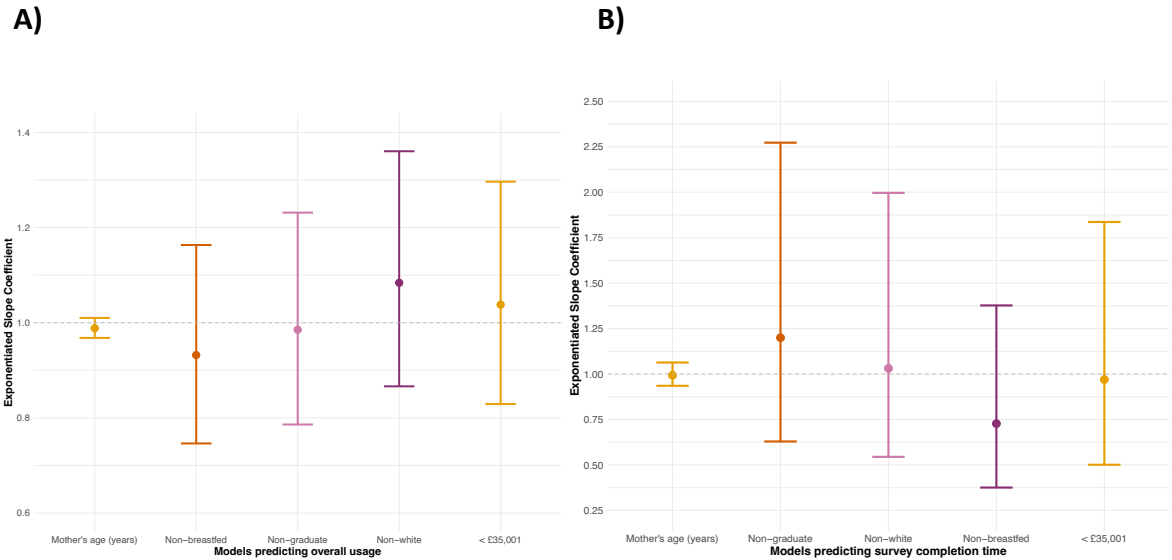 A)
Exponentiated Slope Coefficient
1.4
1.2
1.0
0.8
0.6
Mother's age (years) Non−breastfed Non−graduate Non−white < £35,001
Models predicting overall usage
B)
Exponentiated Slope Coefficient
2.50
2.25
2.00
1.75
1.50
1.25
1.00
0.75
0.50
0.25
Mother's age (years) Non−graduate Non−white Non−breastfed < £35,001
Models predicting survey completion time